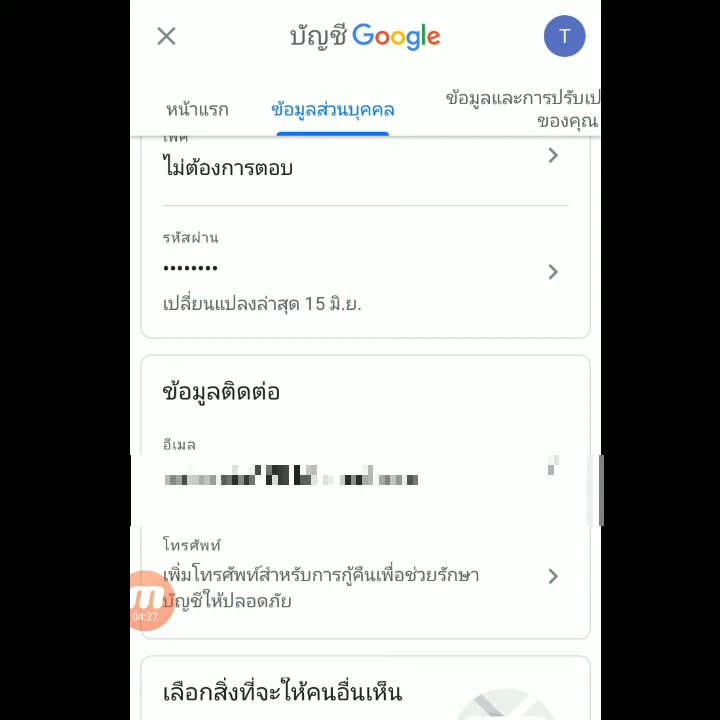 บัญชี Google
T
หน้าแรก
ข้อมูลส่วนบุคคล
ข้อมูลและการปรับเป
ของคุณ
เพศ
ไม่ต้องการตอบ
รหัสผ่าน
••••••••
เปลี่ยนแปลงล่าสุด 15 มิ.ย.
ข้อมูลติดต่อ
อีเมล
โทรศัพท์
เพิ่มโทรศัพท์สำหรับการกู้คืนเพื่อช่วยรักษา
บัญชีให้ปลอดภัย
04:27
เลือกสิ่งที่จะให้คนอื่นเห็น